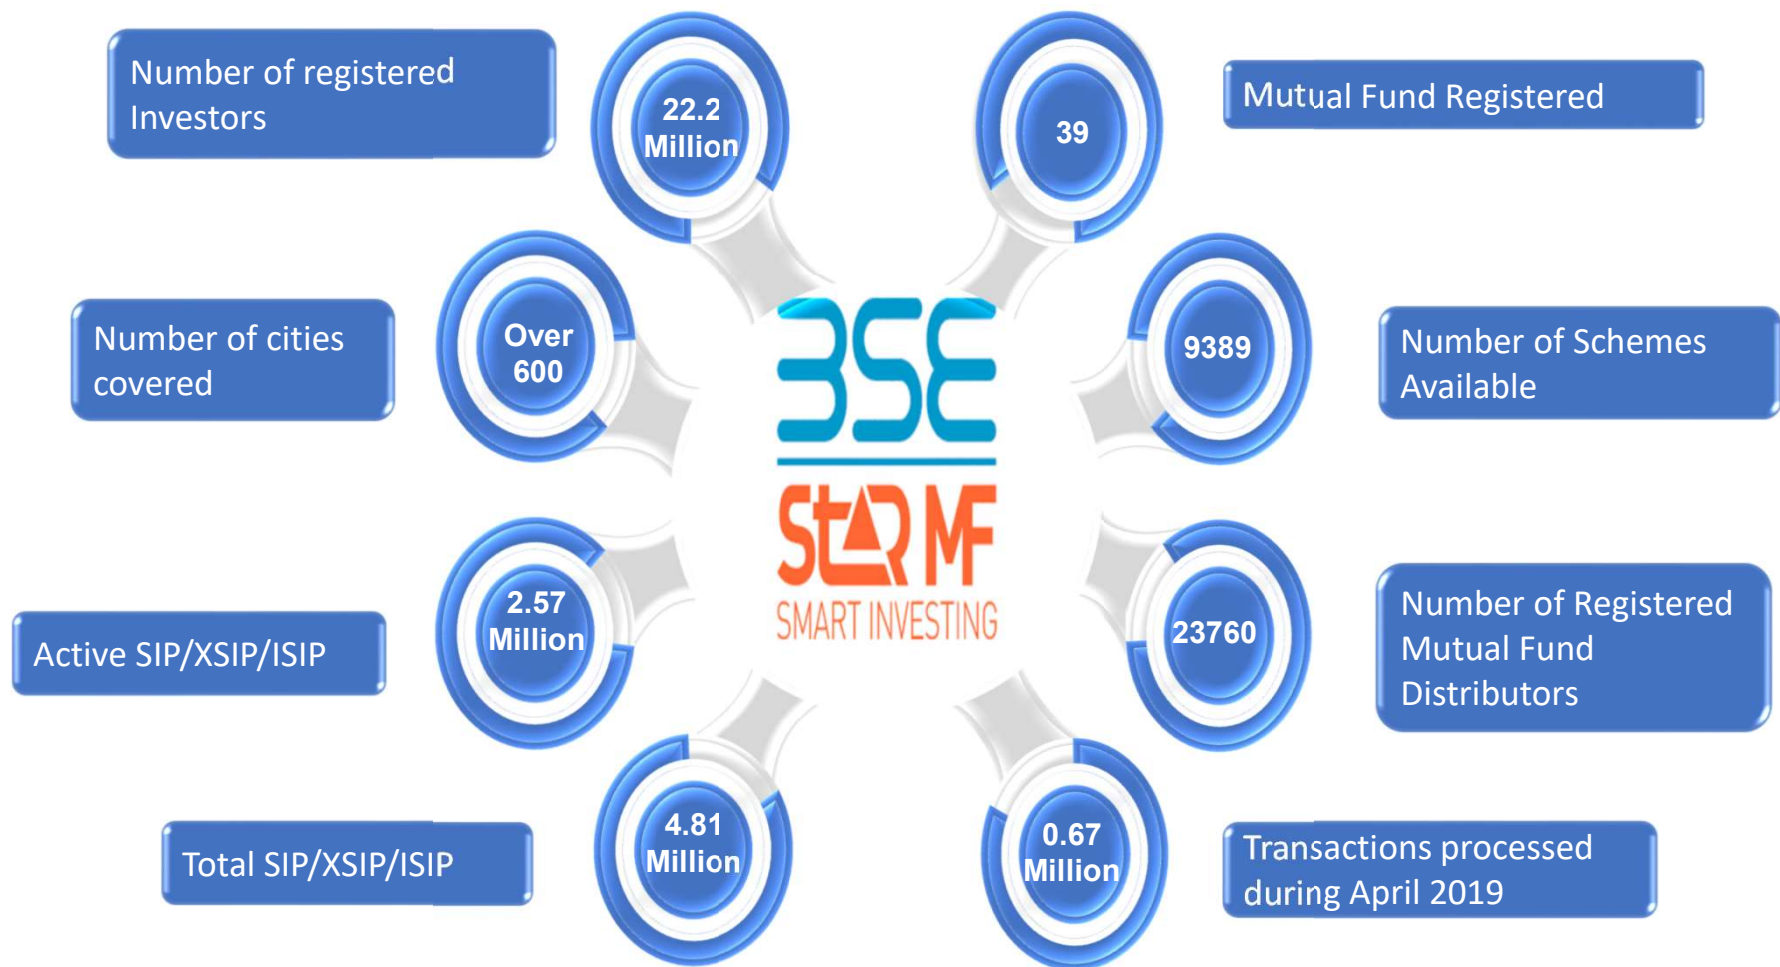 Number of registered
Investors
22.2
Million
39
Mutual Fund Registered
Number of cities
covered
Over
600
BSE
9389
Number of Schemes
Available
StAR MF
SMART INVESTING
Active SIP/XSIP/ISIP
2.57
Million
23760
Number of Registered
Mutual Fund
Distributors
Total SIP/XSIP/ISIP
4.81
Million
0.67
Million
Transactions processed
during April 2019